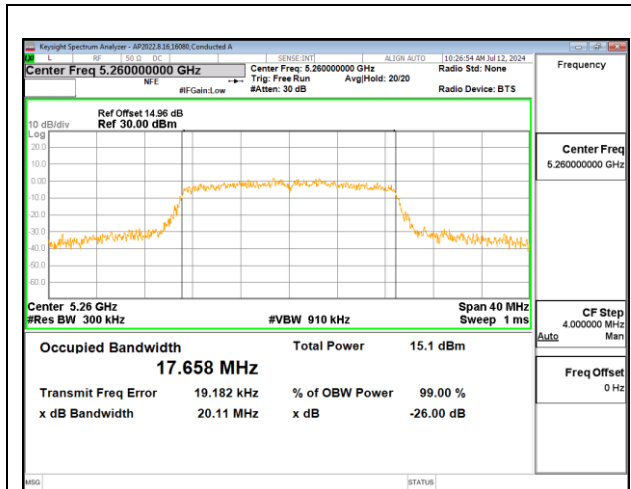 Keysight Spectrum Analyzer - AP2022.8.16,16080,Conducted A
L RF 50 Ω DC SENSE:INT ALIGN AUTO 10:26:54 AM Jul 12, 2024
Center Freq 5.260000000 GHz
NFE
#IFGain:Low
Center Freq: 5.260000000 GHz
Trig: Free Run Avg|Hold: 20/20
#Atten: 30 dB
Radio Std: None
Radio Device: BTS
Frequency
Ref Offset 14.96 dB
10 dB/div Ref 30.00 dBm
Log
20.0
10.0
0.00
-10.0
-20.0
-30.0
-40.0
-50.0
-60.0
Center Freq
5.260000000 GHz
Center 5.26 GHz Span 40 MHz
#Res BW 300 kHz #VBW 910 kHz Sweep 1 ms
CF Step
4.000000 MHz
Auto Man
Occupied Bandwidth Total Power 15.1 dBm
17.658 MHz
Transmit Freq Error 19.182 kHz % of OBW Power 99.00 %
x dB Bandwidth 20.11 MHz x dB -26.00 dB
Freq Offset
0 Hz
MSG STATUS